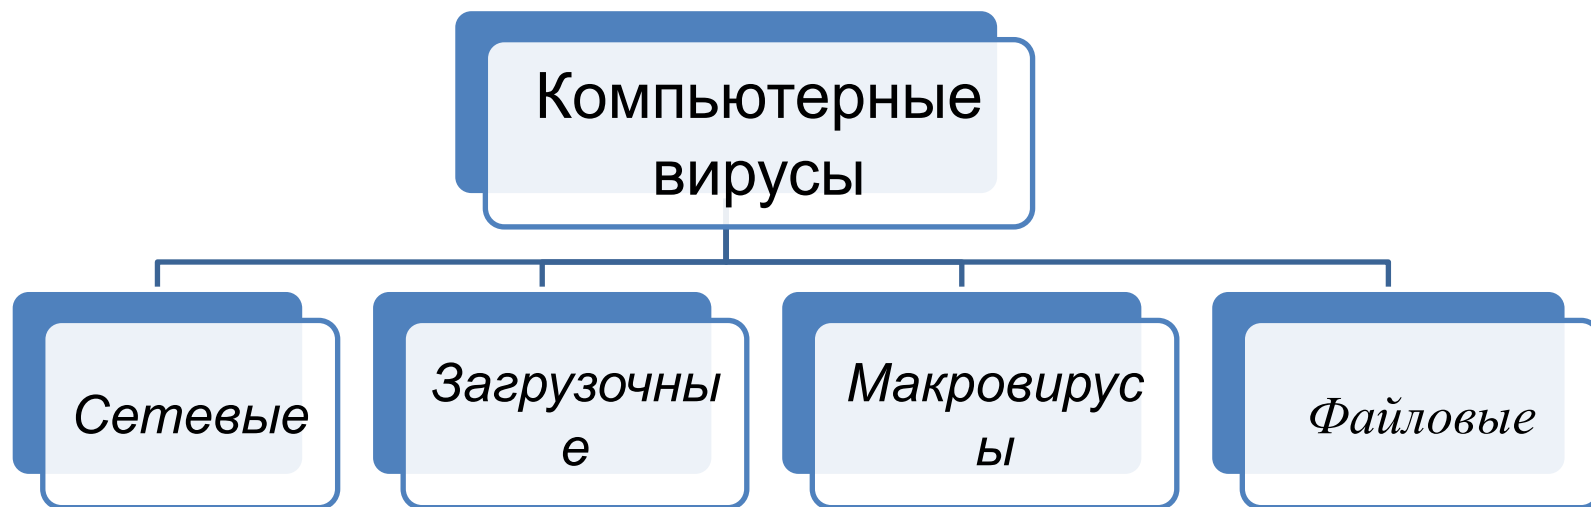 Компьютерные
вирусы
Сетевые
Загрузочны
е
Макровирус
ы
Файловые